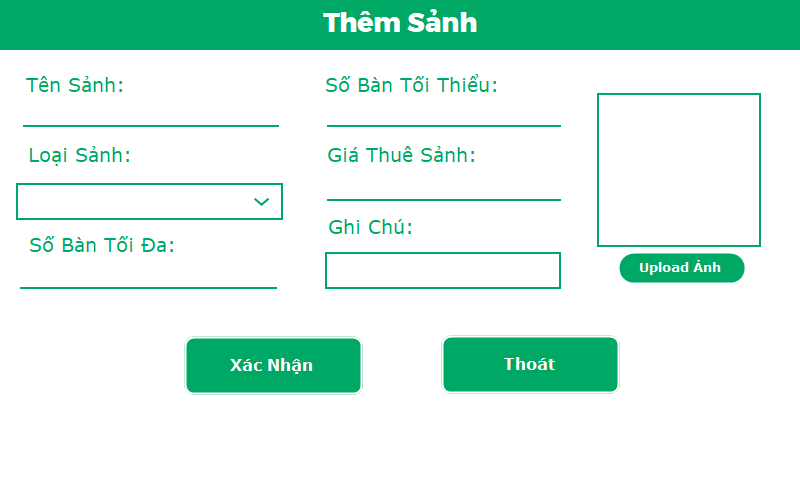 Thêm Sảnh
Tên Sảnh:
Số Bàn Tối Thiểu:
Loại Sảnh:
Giá Thuê Sảnh:
Số Bàn Tối Đa:
Ghi Chú:
Upload Ảnh
Xác Nhận
Thoát